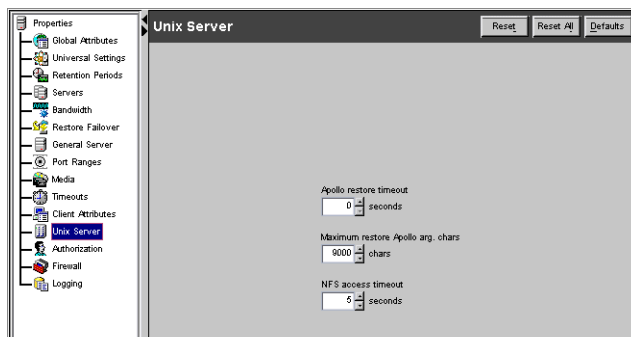 Properties
Global Attributes
Universal Settings
Retention Periods
Servers
Bandwidth
Restore Failover
General Server
Port Ranges
Media
Timeouts
Client Attributes
Unix Server
Authorization
Firewall
Logging
Unix Server
Reset
Reset All
Defaults
Apollo restore timeout
0 seconds
Maximum restore Apollo arg. chars
9000 chars
NFS access timeout
5 seconds